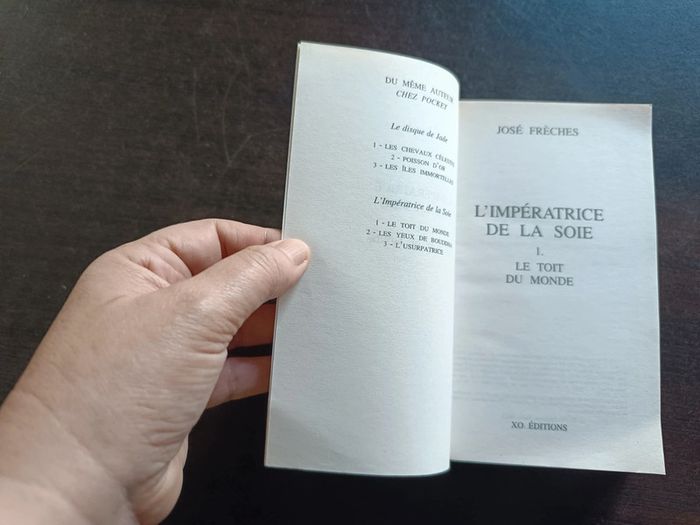 DU MÊME AUTEUR
CHEZ POCKET
Le disque de Jade
1 - LES CHEVAUX CÉLESTES
2 - POISSON D'OR
3 - LES ÎLES IMMORTELLES
L'Impératrice de la Soie
1 - LE TOIT DU MONDE
2 - LES YEUX DE BOUDDHA
3 - L'USURPATRICE
JOSÉ FRÈCHES
L'IMPÉRATRICE
DE LA SOIE
1.
LE TOIT
DU MONDE
XO. ÉDITIONS